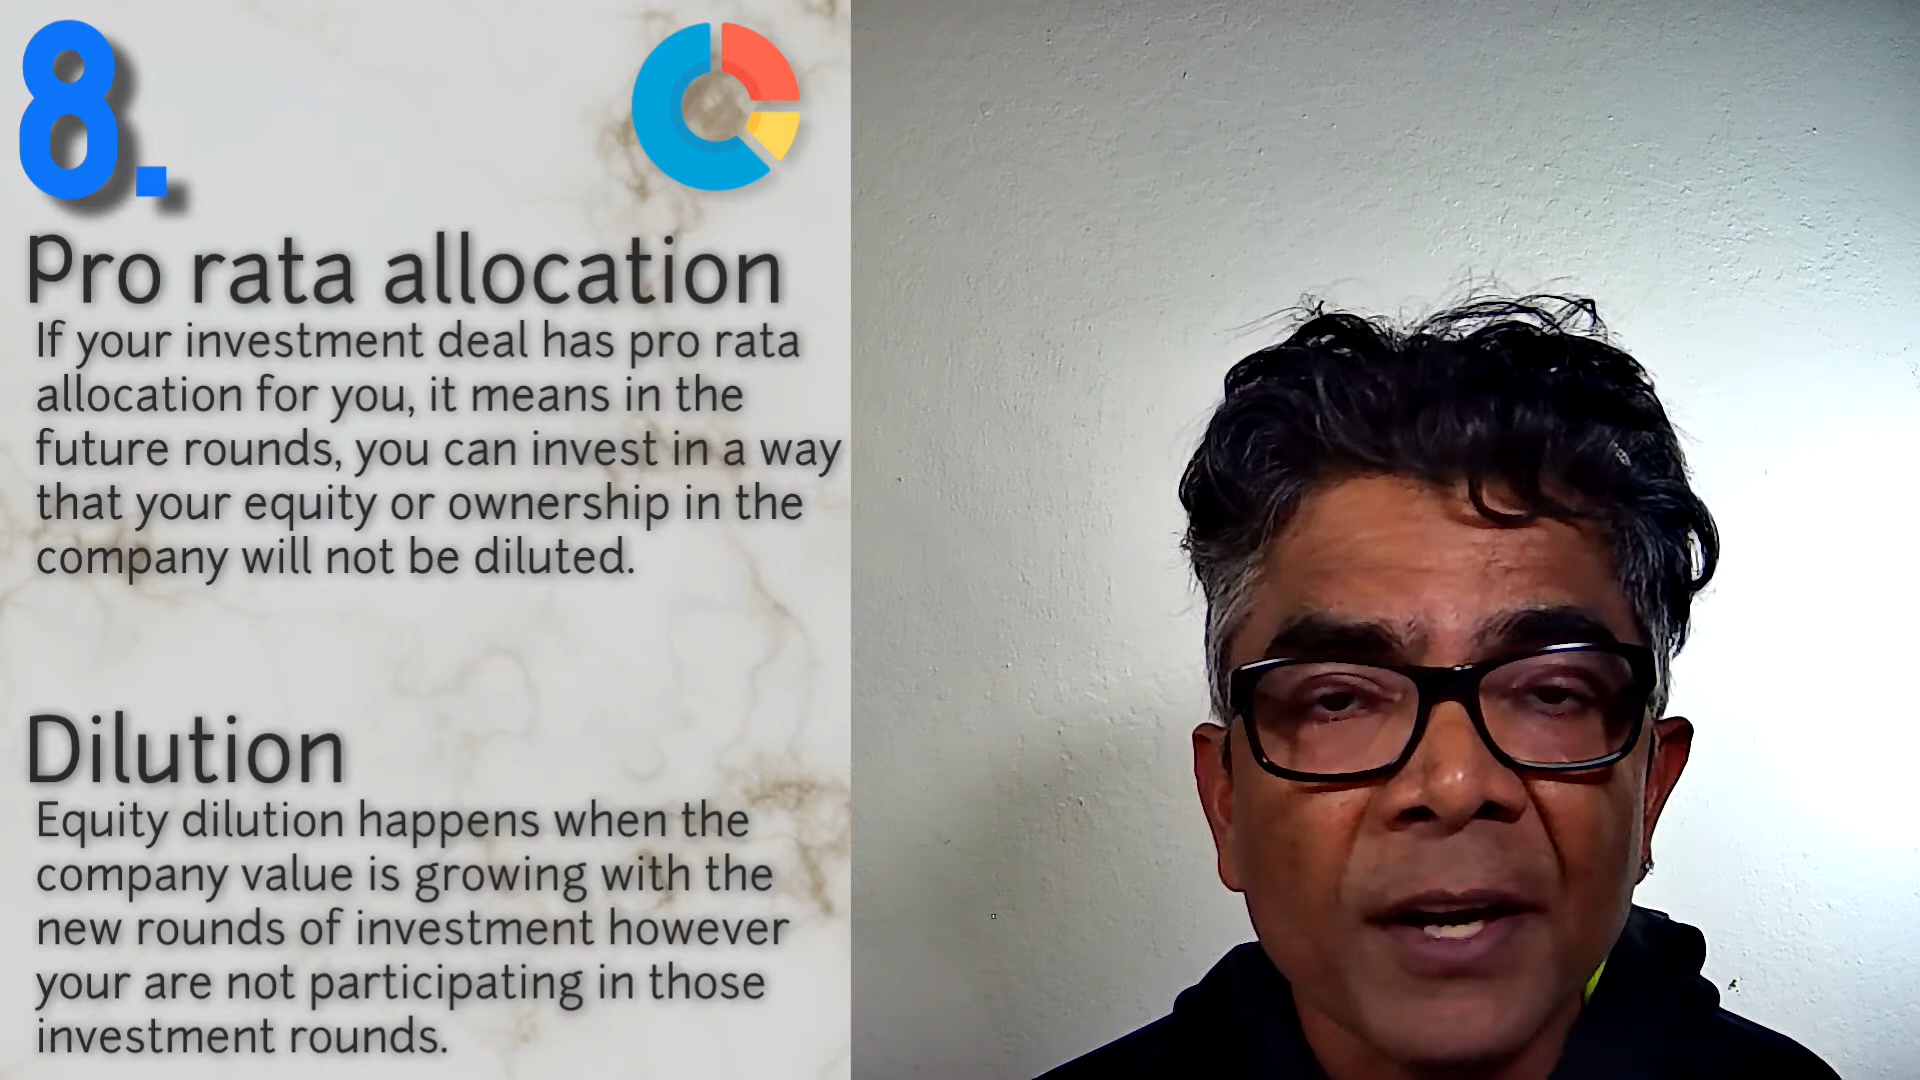 8.
Pro rata allocation
If your investment deal has pro rata
allocation for you, it means in the
future rounds, you can invest in a way
that your equity or ownership in the
company will not be diluted.
Dilution
Equity dilution happens when the
company value is growing with the
new rounds of investment however
your are not participating in those
investment rounds.